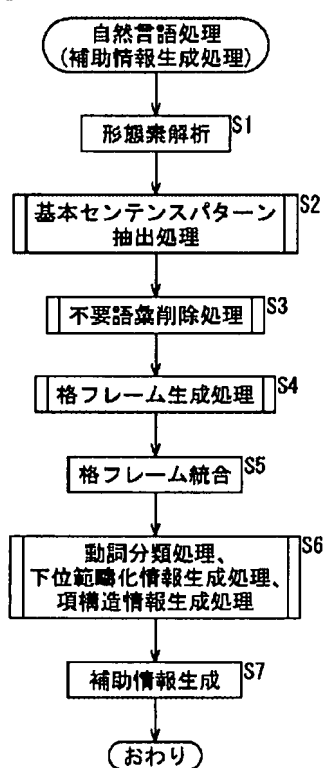 自然言語処理
(補助情報生成処理)
形態素解析 S1
基本センテンスパターン S2
抽出処理
不要語彙削除処理 S3
格フレーム生成処理 S4
格フレーム統合 S5
動詞分類処理、 S6
下位範疇化情報生成処理、
項構造情報生成処理
補助情報生成 S7
おわり